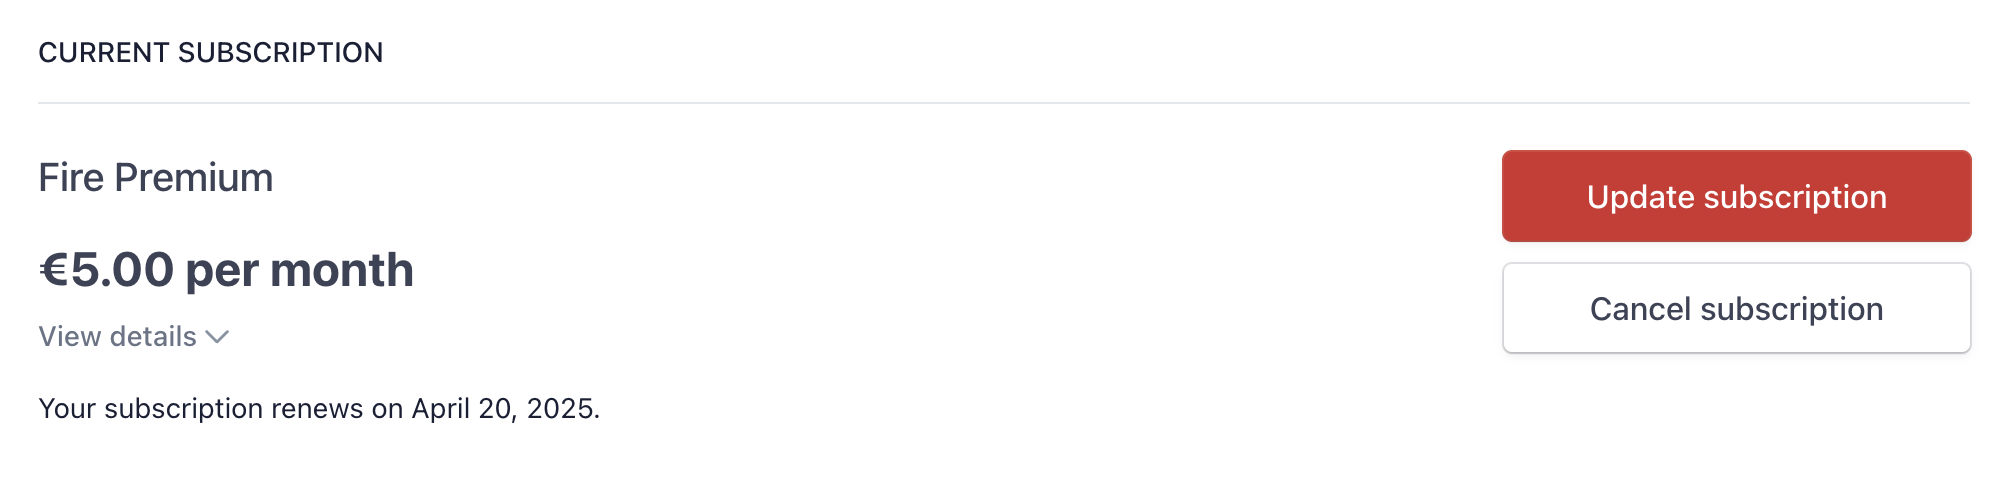 CURRENT SUBSCRIPTION
Fire Premium
Update subscription
€5.00 per month
Cancel subscription
View details
Your subscription renews on April 20, 2025.